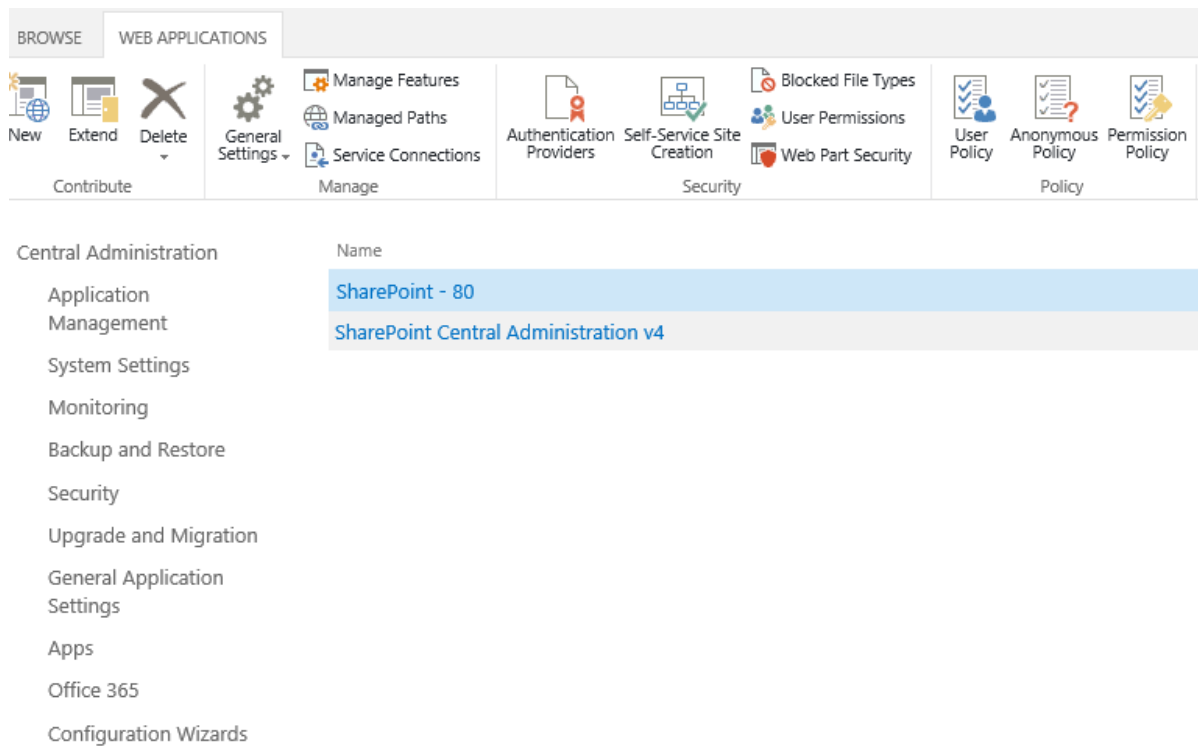 BROWSE
WEB APPLICATIONS
New
Extend
Delete
General
Settings
Manage Features
Managed Paths
Service Connections
Authentication
Providers
Self-Service Site
Creation
Blocked File Types
User Permissions
Web Part Security
User
Policy
Anonymous
Policy
Permission
Policy
Contribute
Manage
Security
Policy
Central Administration
Application
Management
System Settings
Monitoring
Backup and Restore
Security
Upgrade and Migration
General Application
Settings
Apps
Office 365
Configuration Wizards
Name
SharePoint - 80
SharePoint Central Administration v4